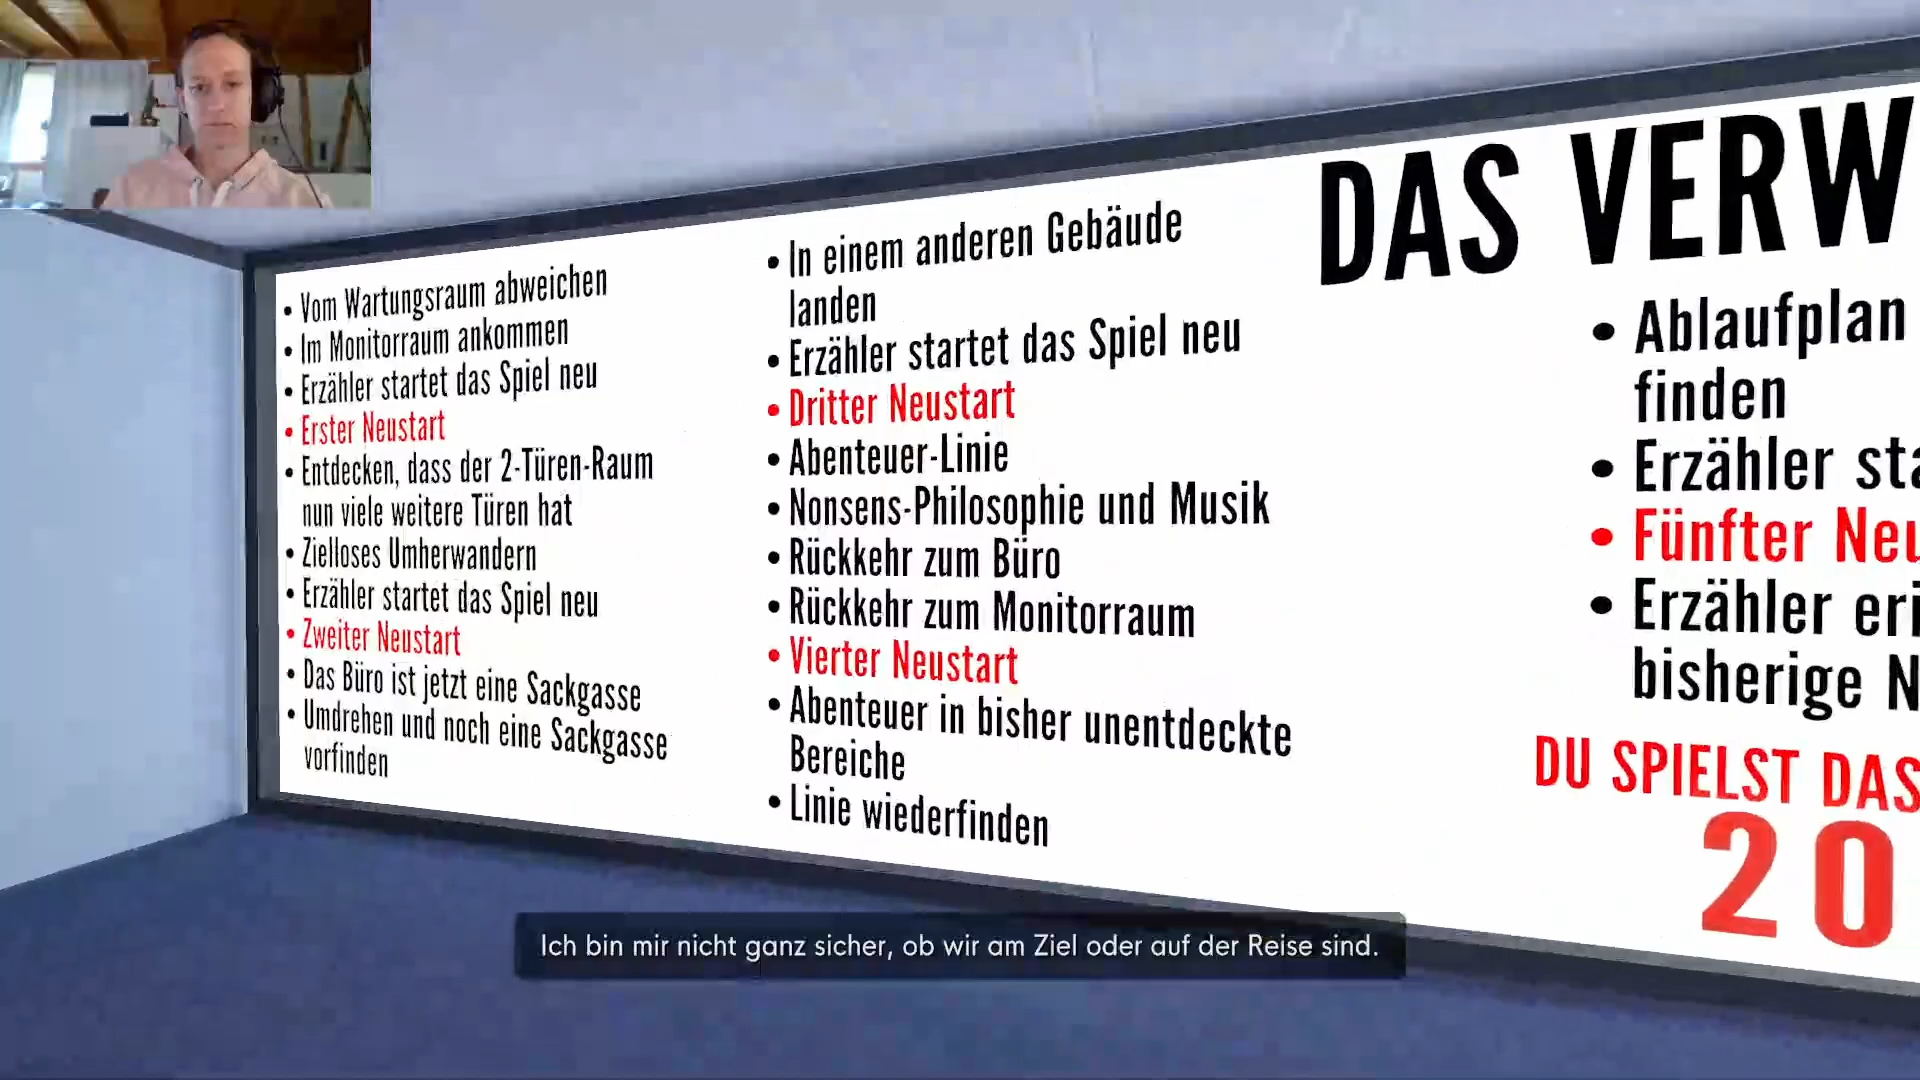 • Vom Wartungsraum abweichen
• Im Monitorraum ankommen
• Erzähler startet das Spiel neu
• Erster Neustart
• Entdecken, dass der 2-Türen-Raum
nun viele weitere Türen hat
• Zielloses Umherwandern
• Erzähler startet das Spiel neu
• Zweiter Neustart
• Das Büro ist jetzt eine Sackgasse
• Umdrehen und noch eine Sackgasse
vorfinden
• In einem anderen Gebäude
landen
• Erzähler startet das Spiel neu
• Dritter Neustart
• Abenteuer-Linie
• Nonsens-Philosophie und Musik
• Rückkehr zum Büro
• Rückkehr zum Monitorraum
• Vierter Neustart
• Abenteuer in bisher unentdeckte
Bereiche
• Linie wiederfinden
DAS VERW
• Ablaufplan
finden
• Erzähler sta
• Fünfter Neu
• Erzähler eri
bisherige N
DU SPIELST DAS
20
Ich bin mir nicht ganz sicher, ob wir am Ziel oder auf der Reise sind.